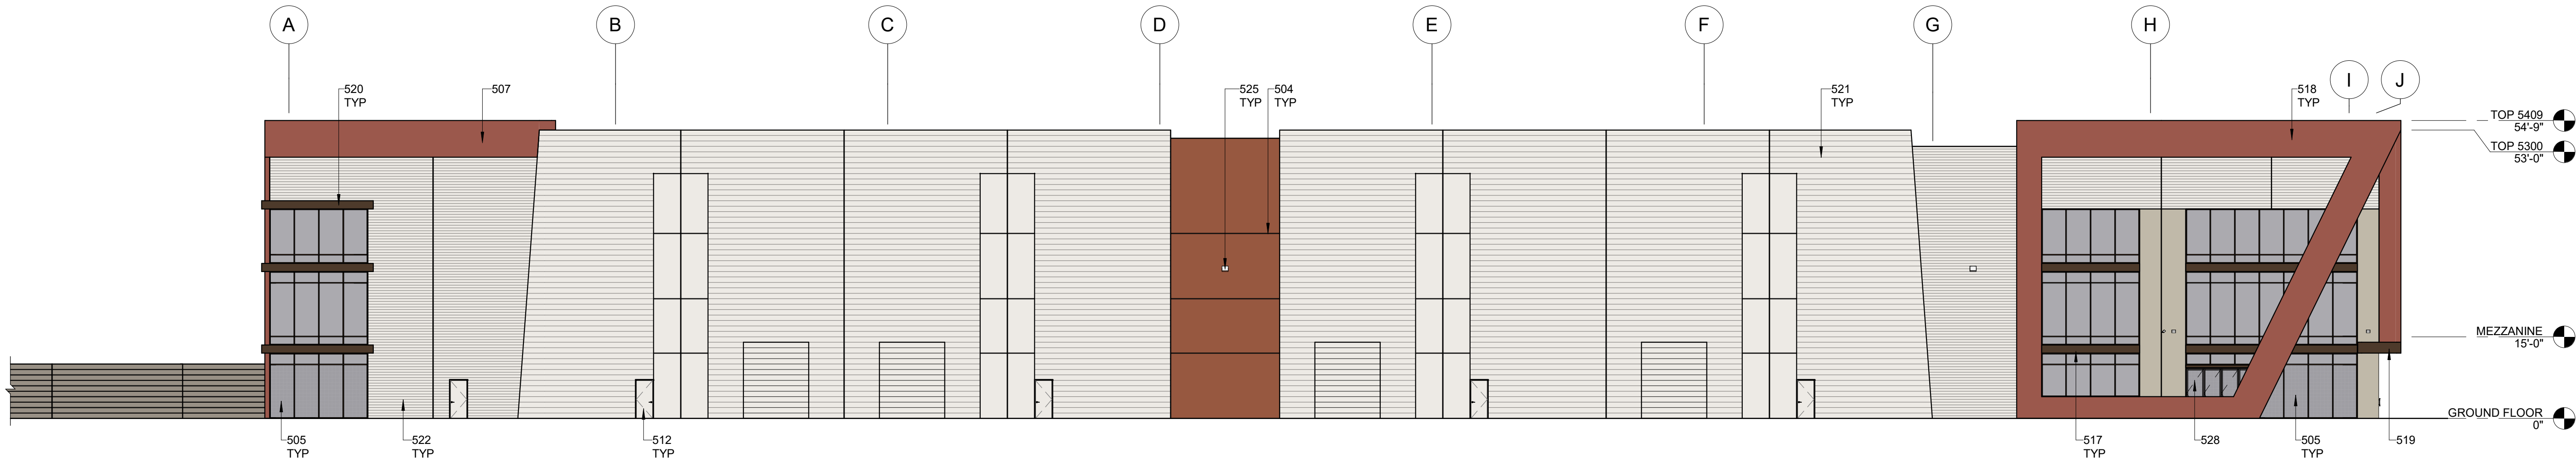 A
B
C
D
E
F
G
H
I
J
520
TYP
507
525
TYP
504
TYP
521
TYP
518
TYP
TOP 5409
54'-9"
TOP 5300
53'-0"
MEZZANINE
15'-0"
GROUND FLOOR
0"
505
TYP
522
TYP
512
TYP
517
TYP
528
505
TYP
519